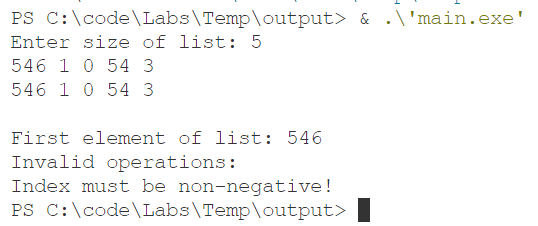 PS C:\code\Labs\Temp\output> & .\'main.exe'
Enter size of list: 5
546 1 0 54 3
546 1 0 54 3
First element of list: 546
Invalid operations:
Index must be non-negative!
PS C:\code\Labs\Temp\output>